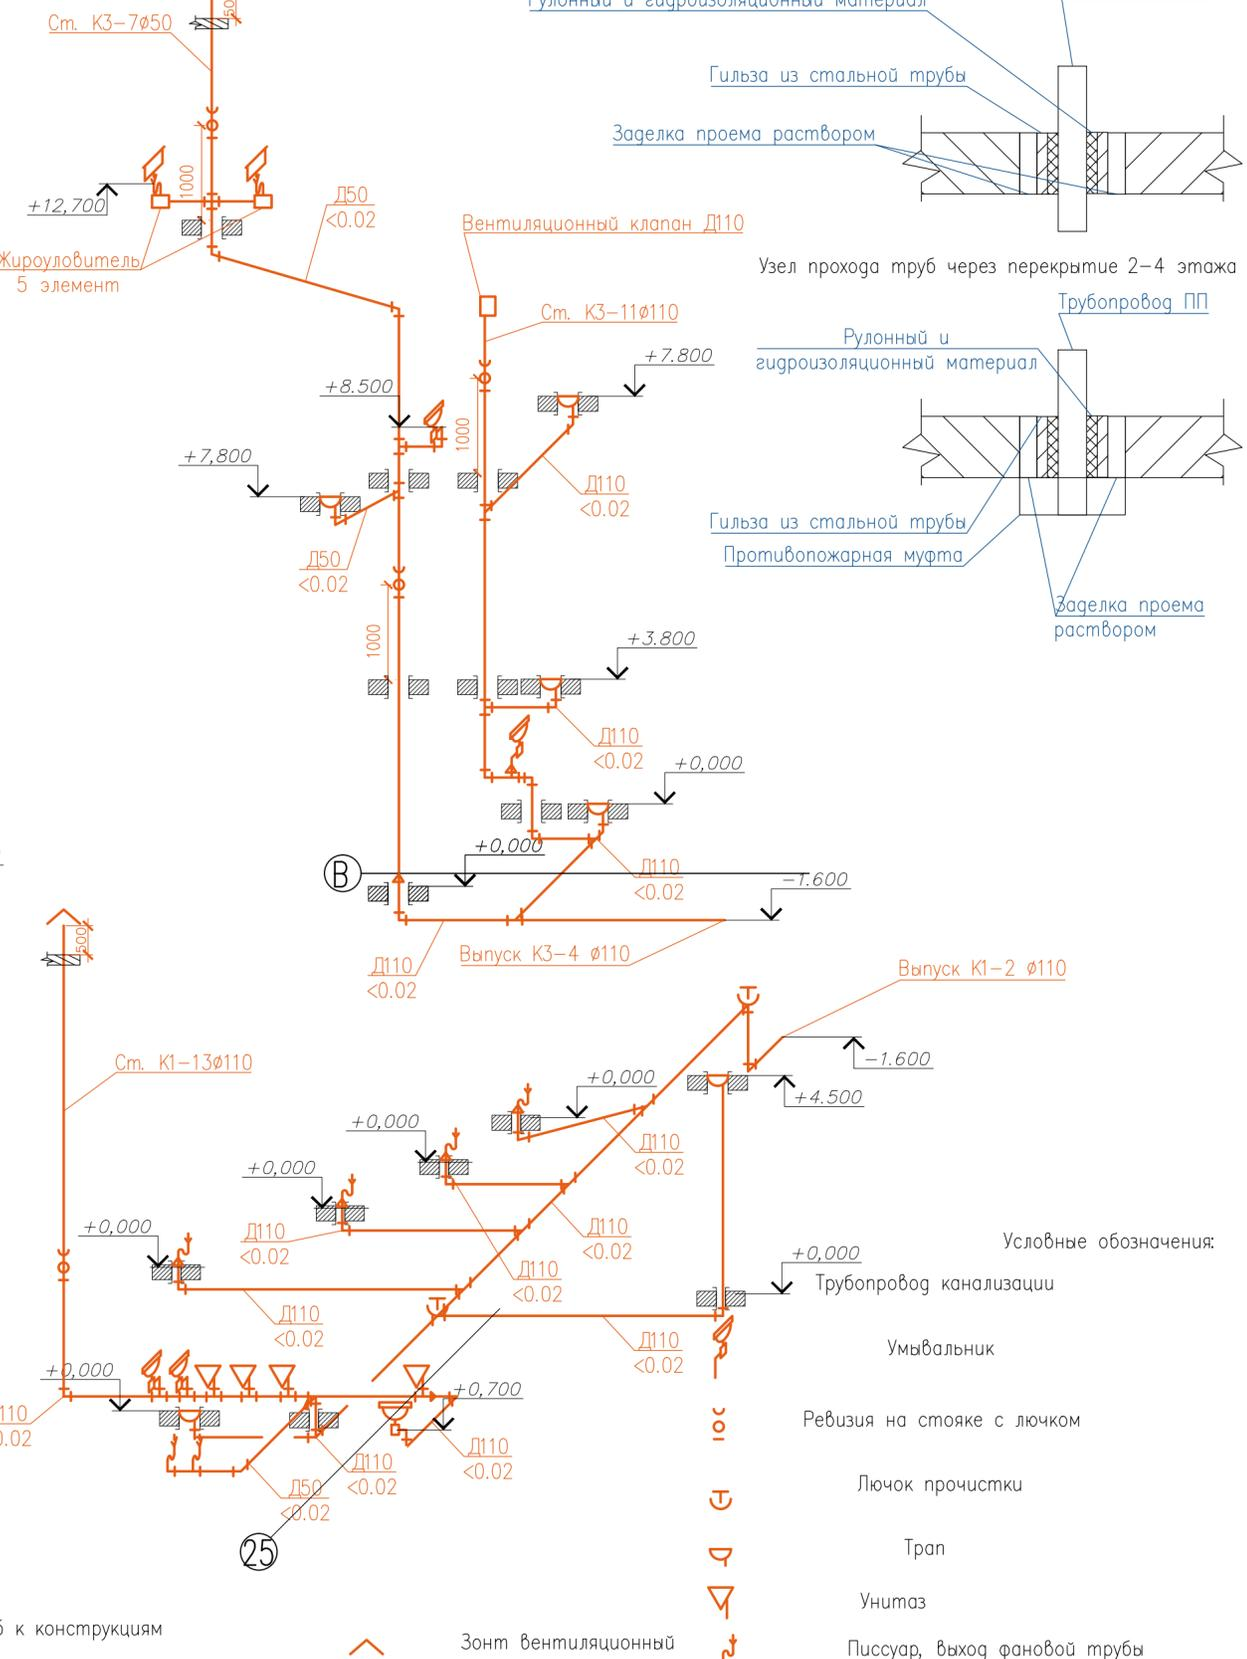 Рулонный и гидроизоляционный материал
Ст. К3-7ø50
Гильза из стальной трубы
Заделка проема раствором
1000
+12,700
Д50
<0.02
Вентиляционный клапан Д110
Жироуловитель
5 элемент
Узел прохода труб через перекрытие 2-4 этажа
Трубопровод ПП
Ст. К3-11ø110
Рулонный и
гидроизоляционный материал
+7.800
+8.500
1000
+7,800
Д110
<0.02
Д50
<0.02
Гильза из стальной трубы
Противопожарная муфта
Заделка проема
раствором
1000
+3.800
Д110
<0.02
+0,000
+0,000
В
Д110
<0.02
-1.600
500
Выпуск К3-4 ø110
Д110
<0.02
Выпуск К1-2 ø110
Ст. К1-13ø110
-1.600
+0,000
+4.500
+0,000
Д110
<0.02
+0,000
+0,000
Д110
<0.02
Д110
<0.02
Д110
<0.02
+0,000
Условные обозначения:
Трубопровод канализации
Д110
<0.02
Д110
<0.02
Умывальник
+0,000
+0,700
110
0.02
Ревизия на стояке с лючком
Д110
<0.02
Д110
<0.02
Д50
<0.02
Лючок прочистки
25
Трап
Унитаз
к конструкциям
Зонт вентиляционный
Писсуар, выход фановой трубы